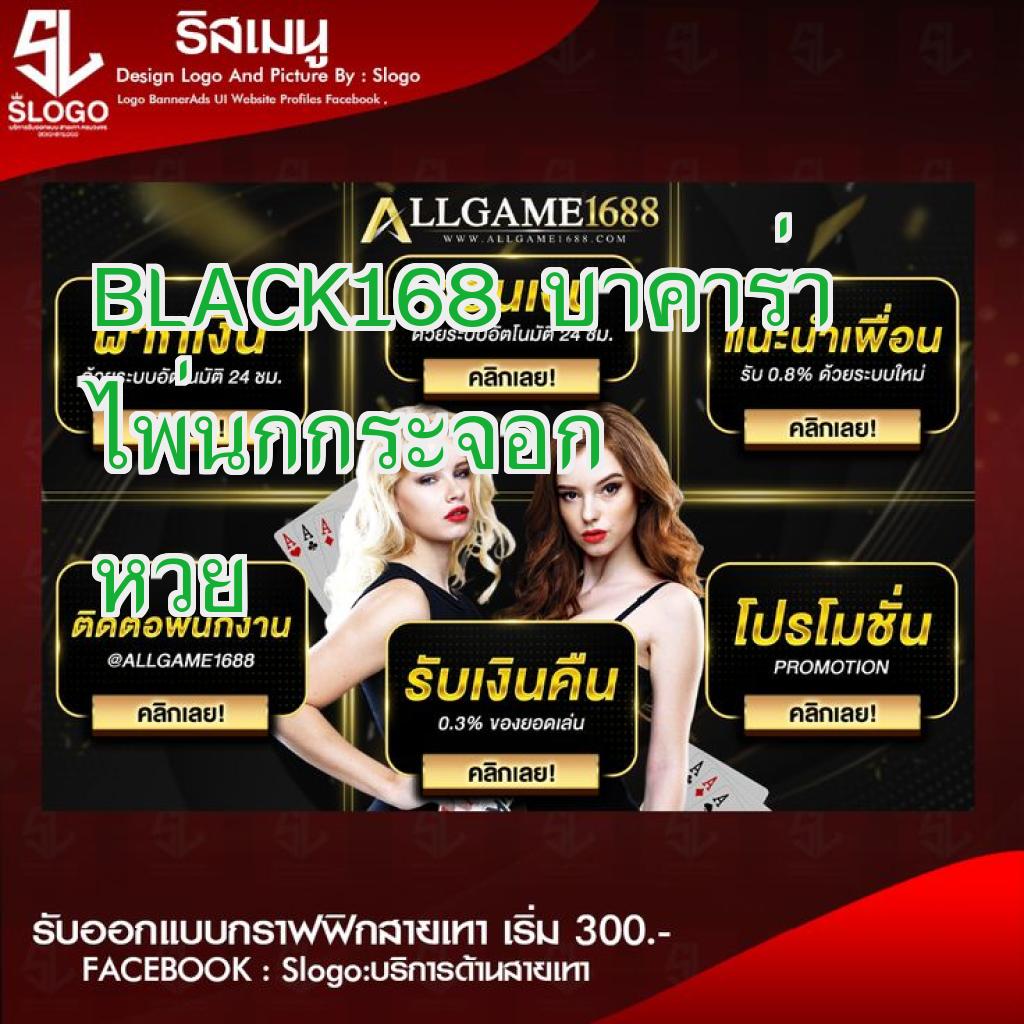 ริสเมนู
Design Logo And Picture By : Slogo
Logo BannerAds UI Website Profiles Facebook .
SL
SLOGO
ALLGAME1688
WWW.ALLGAME1688.COM
BLACK168 บาคาร่า
ไพ่นกกระจอก
หวย
ด้วยระบบอัตโนมัติ 24 ชม.
ด้วยระบบอัตโนมัติ 24 ชม.
คลิกเลย!
แนะนำเพื่อน
รับ 0.8% ด้วยระบบใหม่
คลิกเลย!
ติดต่อพนักงาน
@ALLGAME1688
คลิกเลย!
รับเงินคืน
0.3% ของยอดเล่น
คลิกเลย!
โปรโมชั่น
PROMOTION
คลิกเลย!
รับออกแบบกราฟฟิกสายเทา เริ่ม 300.-
FACEBOOK : Slogo:บริการด้านสายเทา